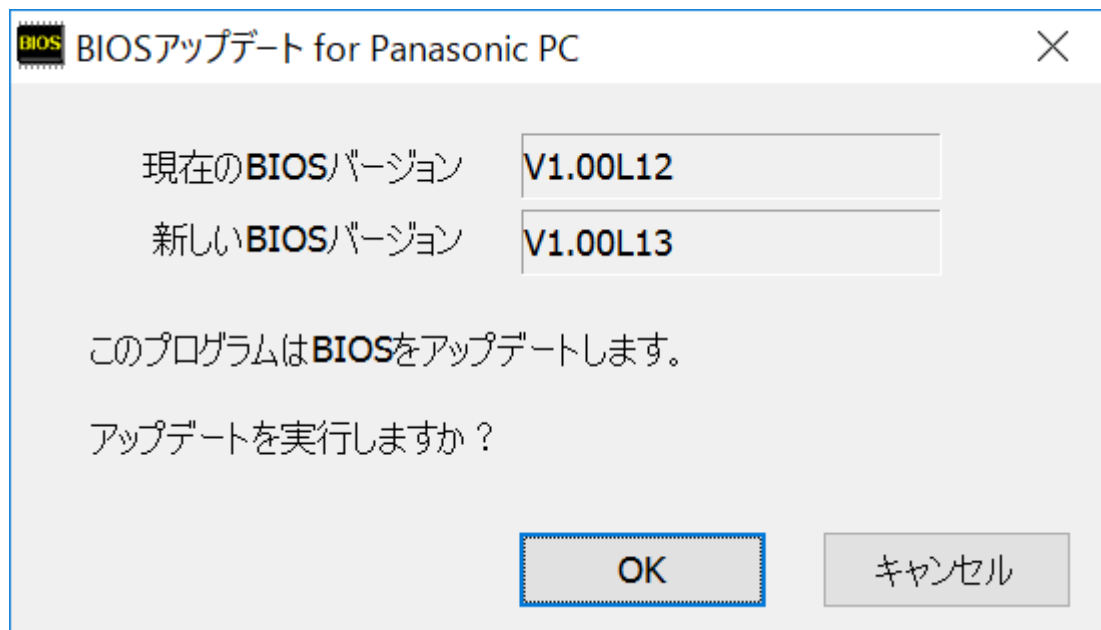 BIOS
BIOSアップデート for Panasonic PC
現在のBIOSバージョン V1.00L12
新しいBIOSバージョン V1.00L13
このプログラムはBIOSをアップデートします。
アップデートを実行しますか？
OK キャンセル